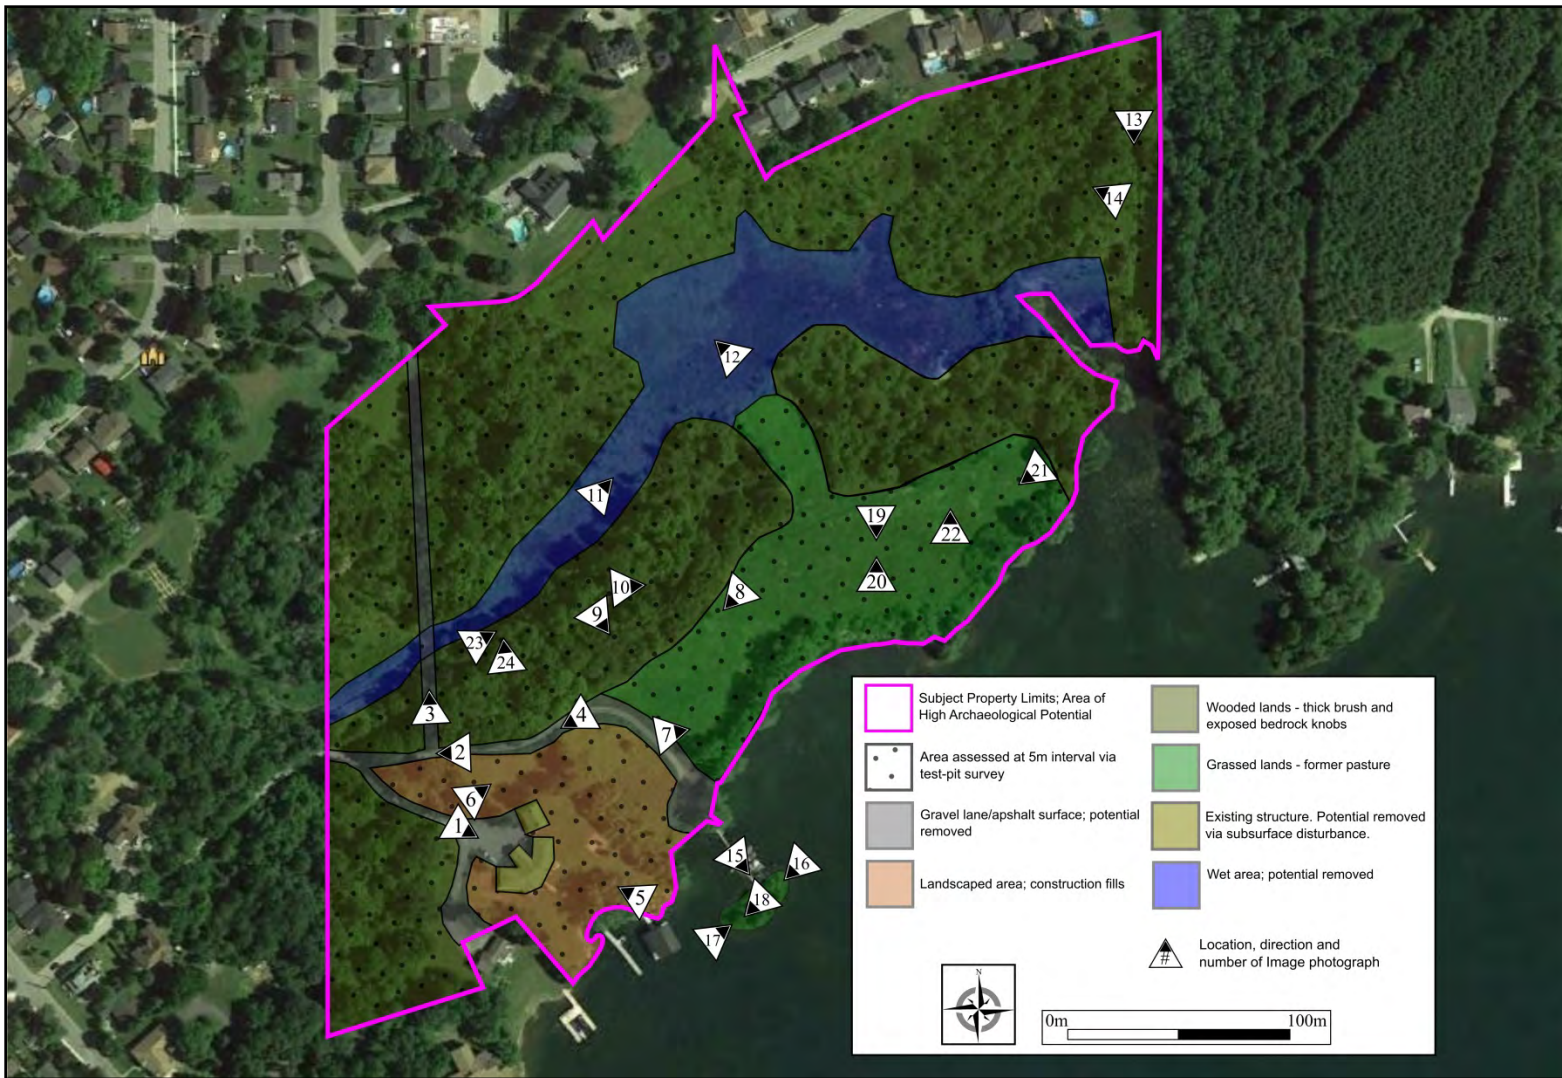 13
14
12
11
21
19
22
20
10
8
9
23
24
3
4
7
2
6
1
15
16
5
18
17
Subject Property Limits; Area of
High Archaeological Potential
Area assessed at 5m interval via
test-pit survey
Gravel lane/apshalt surface; potential
removed
Landscaped area; construction fills
Wooded lands - thick brush and
exposed bedrock knobs
Grassed lands - former pasture
Existing structure. Potential removed
via subsurface disturbance.
Wet area; potential removed
#
Location, direction and
number of Image photograph
N
0m
100m